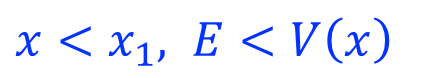 x < x₁, E < V(x)